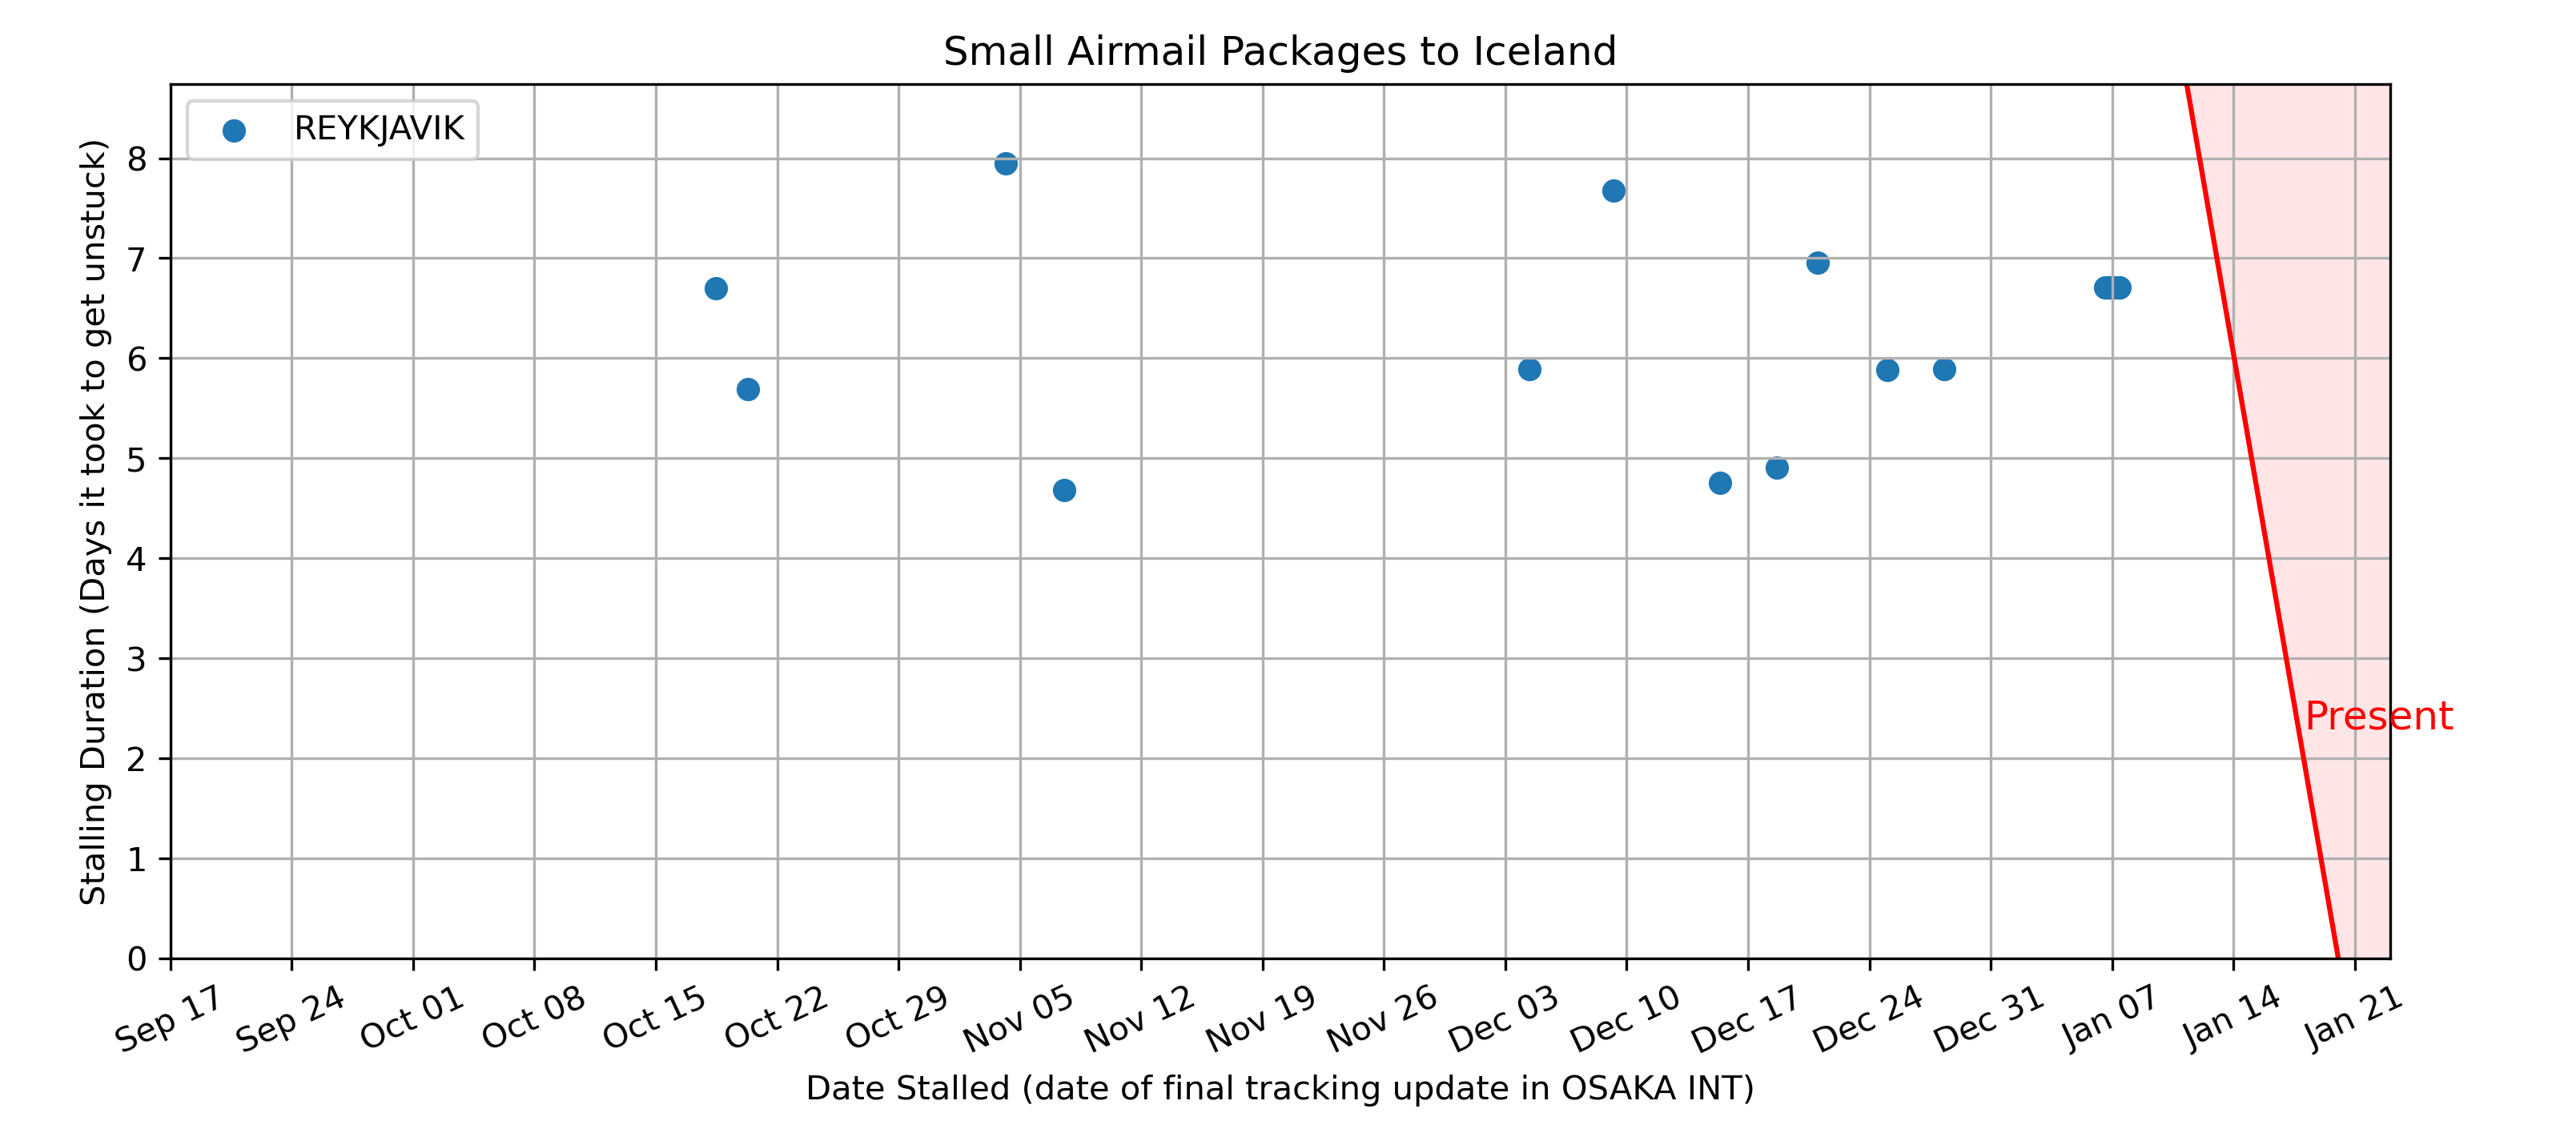 Small Airmail Packages to Iceland
REYKJAVIK
Stalling Duration (Days it took to get unstuck)
8
7
6
5
4
3
2
1
0
Present
Sep 17
Sep 24
Oct 01
Oct 08
Oct 15
Oct 22
Oct 29
Nov 05
Nov 12
Nov 19
Nov 26
Dec 03
Dec 10
Dec 17
Dec 24
Dec 31
Jan 07
Jan 14
Jan 21
Date Stalled (date of final tracking update in OSAKA INT)